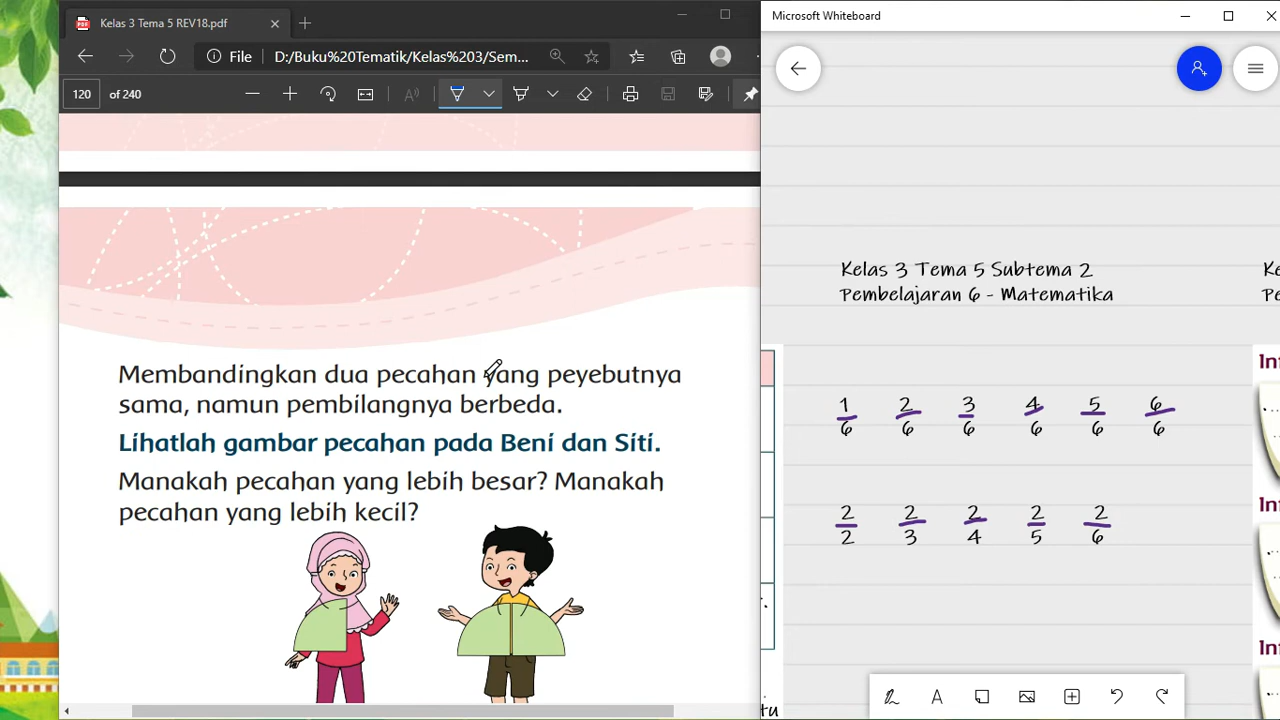 Kelas 3 Tema 5 REV18.pdf
Microsoft Whiteboard
File D:/Buku%20Tematik/Kelas%203/Sem...
120 of 240
Membandingkan dua pecahan yang peyebutnya
sama, namun pembilangnya berbeda.
Lihatlah gambar pecahan pada Beni dan Siti.
Manakah pecahan yang lebih besar? Manakah
pecahan yang lebih kecil?
Kelas 3 Tema 5 Subtema 2
Pembelajaran 6 - Matematika
1/6 2/6 3/6 4/6 5/6 6/6
2/2 2/3 2/4 2/5 2/6